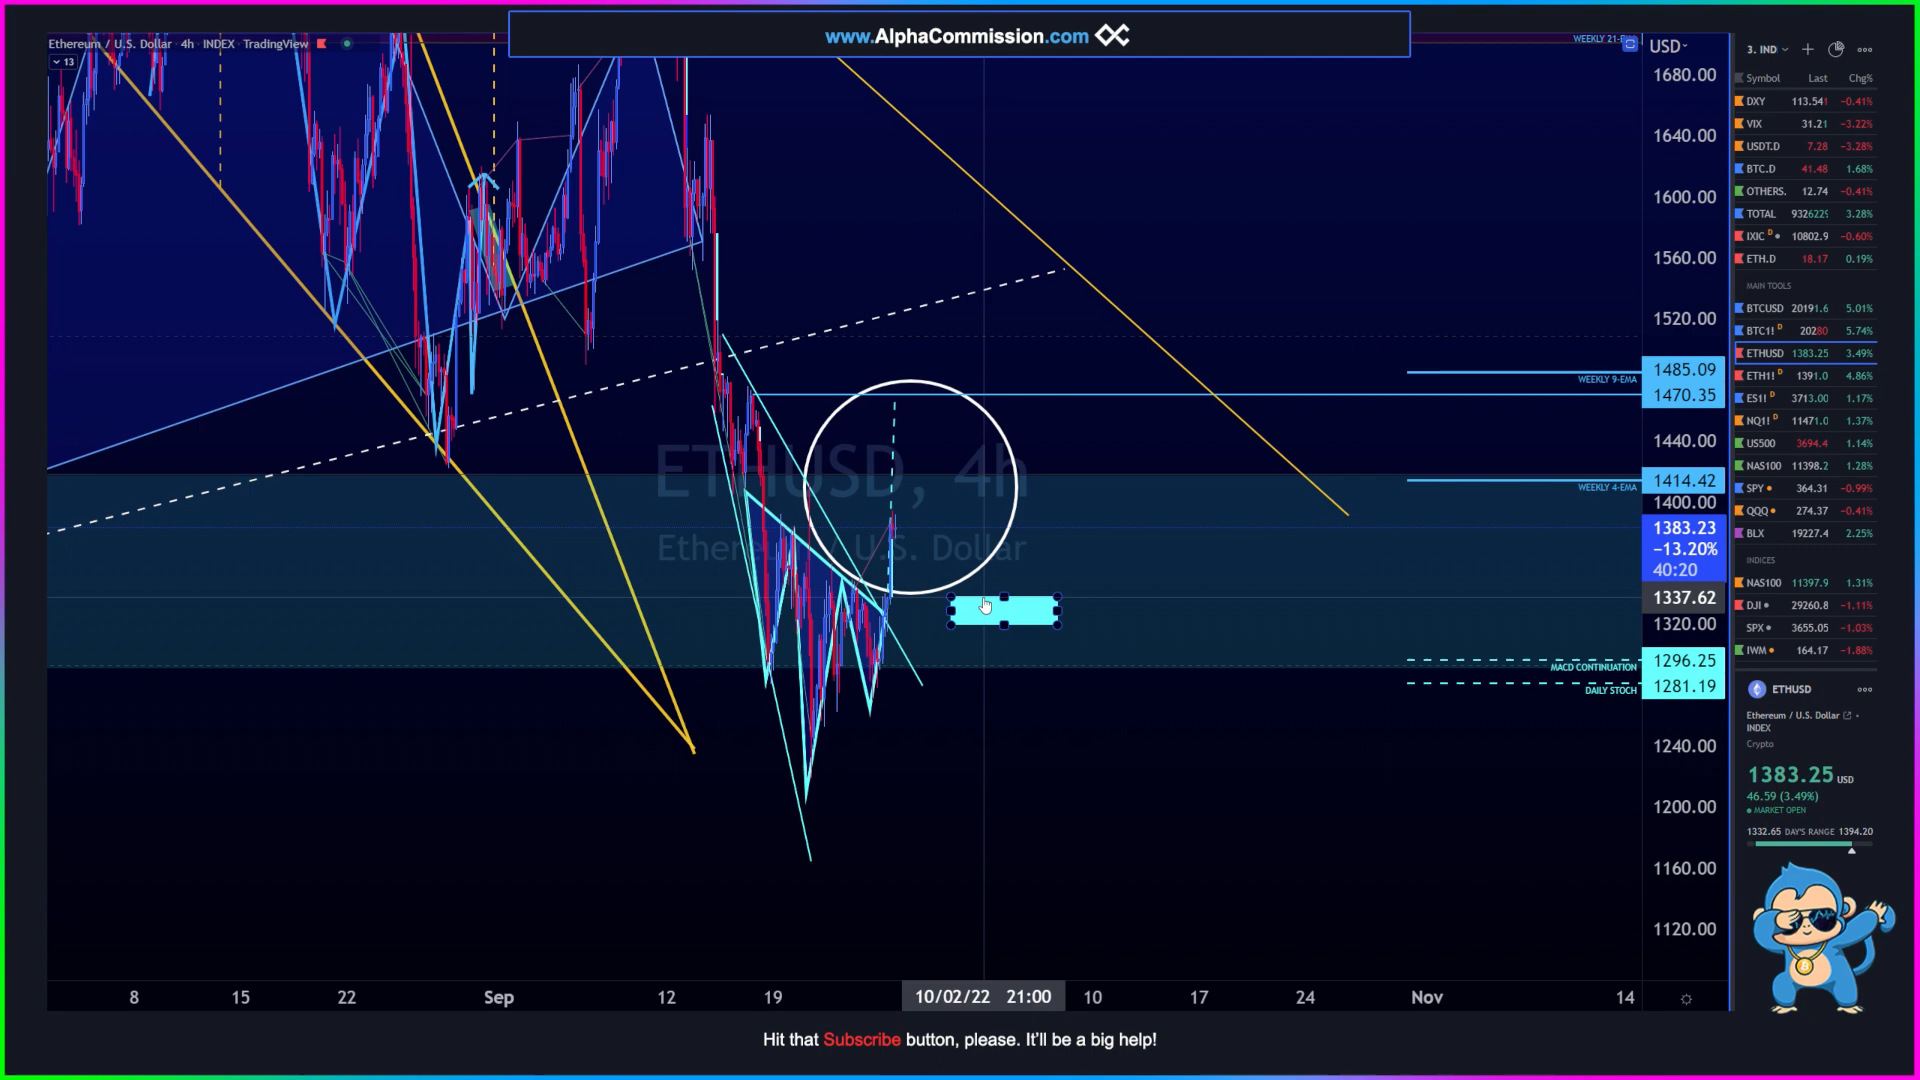 www.AlphaCommission.com
Ethereum / U.S. Dollar · 4h · INDEX · TradingView
13
WEEKLY 21-EMA
USD
1680.00
1640.00
1600.00
1560.00
1520.00
1485.09
WEEKLY 9-EMA
1470.35
1440.00
1414.42
WEEKLY 4-EMA
1400.00
1383.23
−13.20%
40:20
1337.62
1320.00
1296.25
MACD CONTINUATION
1281.19
DAILY STOCH
1240.00
1200.00
1160.00
1120.00
ETHUSD, 4h
Ethereum / U.S. Dollar
8 15 22 Sep 12 19 10/02/22 21:00 10 17 24 Nov 14
3. IND
Symbol Last Chg%
DXY 113.541 −0.41%
VIX 31.21 −3.22%
USDT.D 7.28 −3.28%
BTC.D 41.48 1.68%
OTHERS. 12.74 −0.41%
TOTAL 932622 3.28%
IXIC D 10802.9 −0.60%
ETH.D 18.17 0.19%
MAIN TOOLS
BTCUSD 20191.6 5.01%
BTC1! D 20280 5.74%
ETHUSD 1383.25 3.49%
ETH1! D 1391.0 4.86%
ES1! D 3713.00 1.17%
NQ1! D 11471.0 1.37%
US500 3694.4 1.14%
NAS100 11398.2 1.28%
SPY 364.31 −0.99%
QQQ 274.37 −0.41%
BLX 19227.4 2.25%
INDICES
NAS100 11397.9 1.31%
DJI 29260.8 −1.11%
SPX 3655.05 −1.03%
IWM 164.17 −1.88%
ETHUSD
Ethereum / U.S. Dollar
INDEX
Crypto
1383.25 USD
46.59 (3.49%)
MARKET OPEN
1332.65 DAY'S RANGE 1394.20
Hit that Subscribe button, please. It'll be a big help!